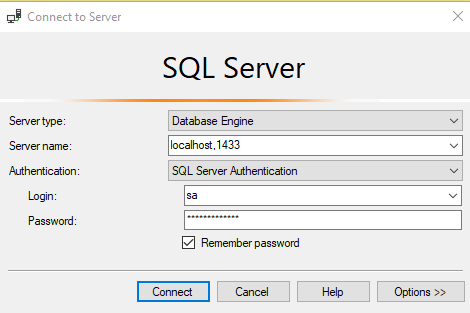 Connect to Server
SQL Server
Server type: Database Engine
Server name: localhost,1433
Authentication: SQL Server Authentication
Login: sa
Password: *************
Remember password
Connect Cancel Help Options >>